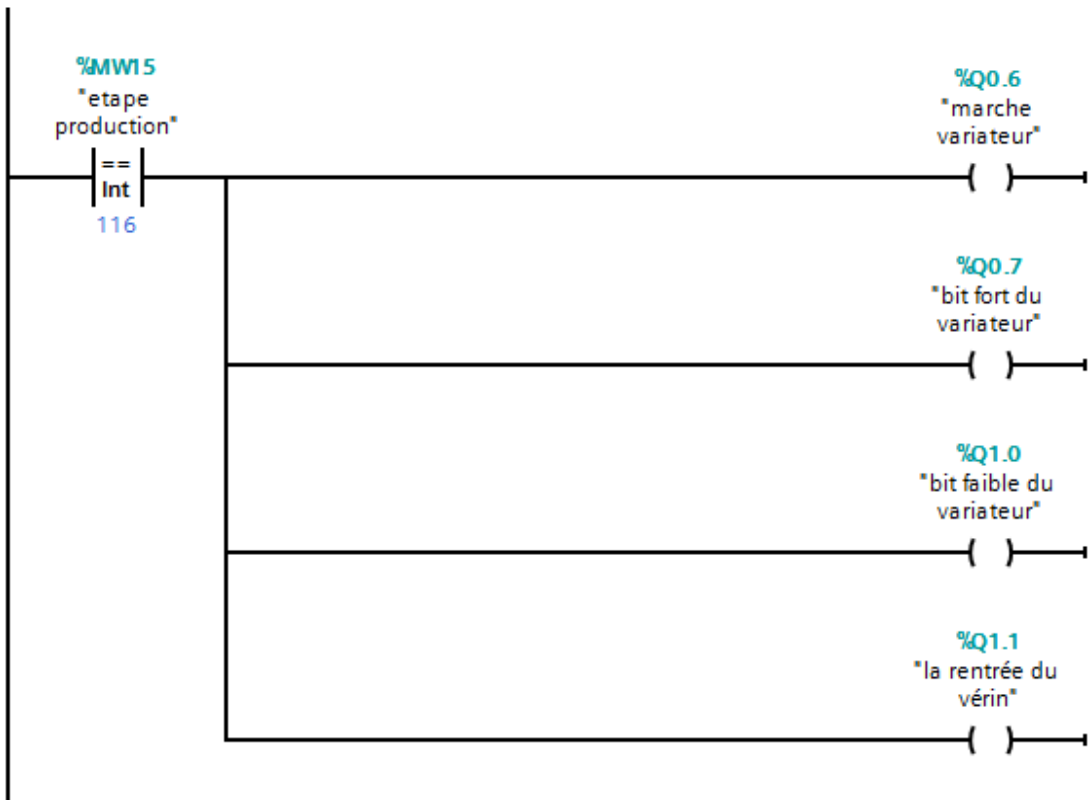 %MW15
"etape
production"
==
Int
116
%Q0.6
"marche
variateur"
( )
%Q0.7
"bit fort du
variateur"
( )
%Q1.0
"bit faible du
variateur"
( )
%Q1.1
"la rentrée du
vérin"
( )